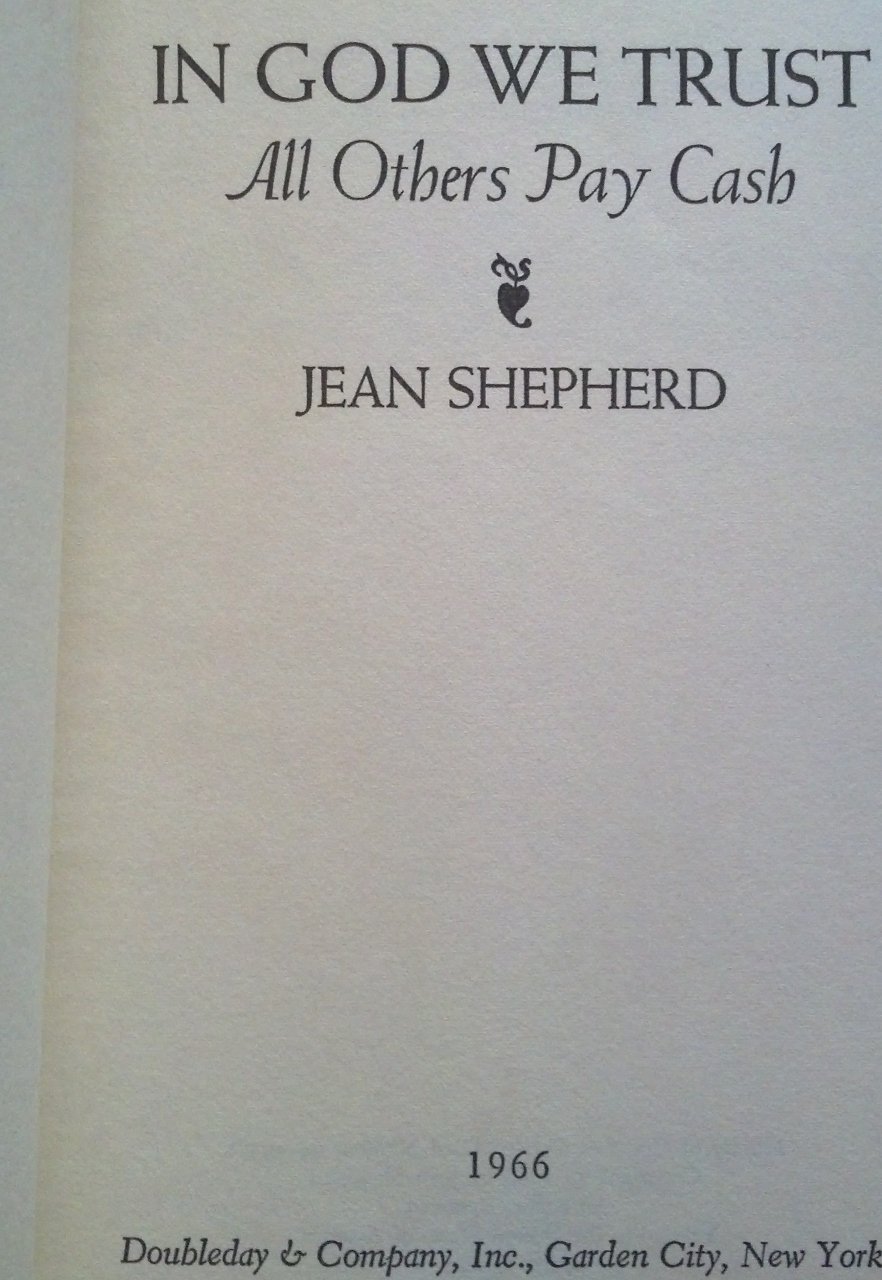 IN GOD WE TRUST
All Others Pay Cash
JEAN SHEPHERD
1966
Doubleday & Company, Inc., Garden City, New York